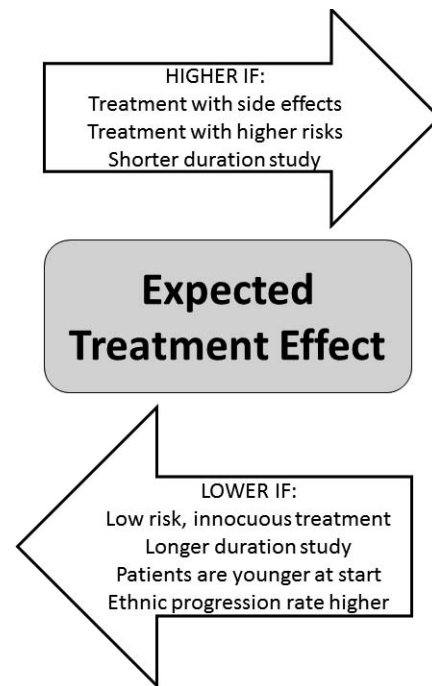 HIGHER IF:
Treatment with side effects
Treatment with higher risks
Shorter duration study
Expected
Treatment Effect
LOWER IF:
Low risk, innocuous treatment
Longer duration study
Patients are younger at start
Ethnic progression rate higher